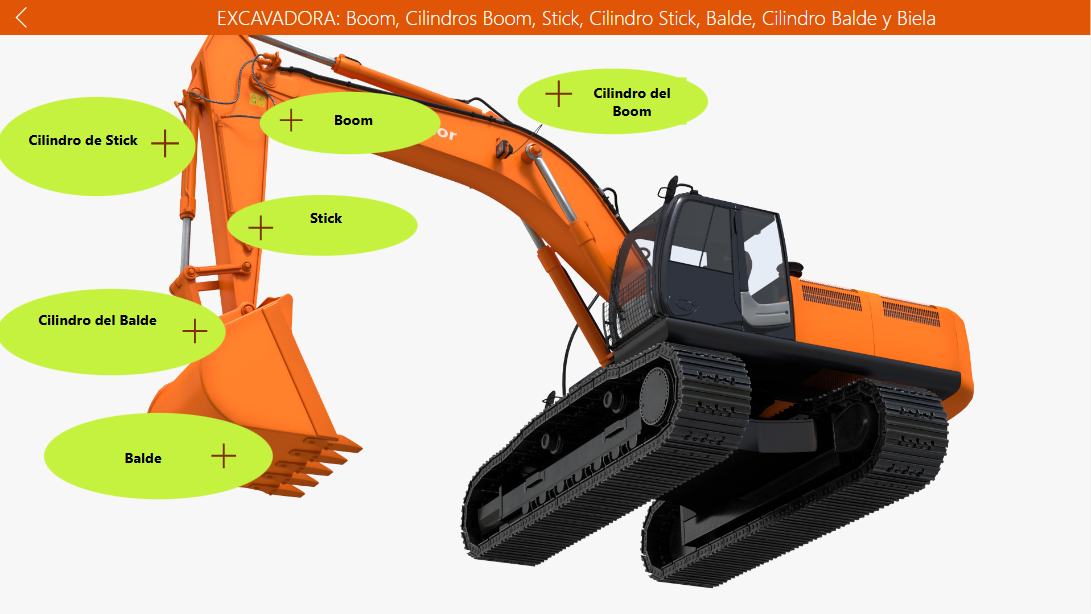 EXCAVADORA: Boom, Cilindros Boom, Stick, Cilindro Stick, Balde, Cilindro Balde y Biela
Cilindro del
Boom
Boom
Cilindro de Stick
Stick
Cilindro del Balde
Balde